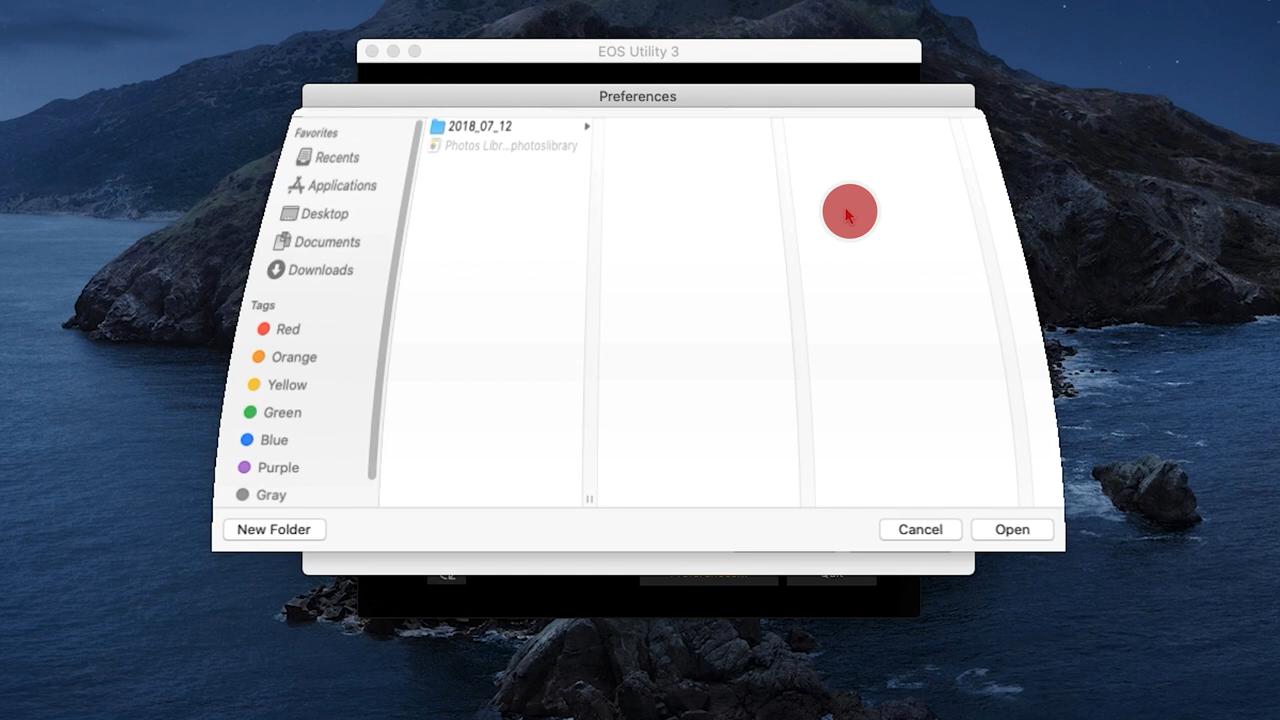 EOS Utility 3
Preferences
Favorites
Recents
Applications
Desktop
Documents
Downloads
Tags
Red
Orange
Yellow
Green
Blue
Purple
Gray
2018_07_12
Photos Libr...photoslibrary
New Folder
Cancel
Open